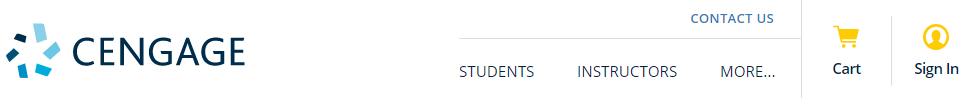 CONTACT US
CENGAGE
STUDENTS INSTRUCTORS MORE...
Cart
Sign In